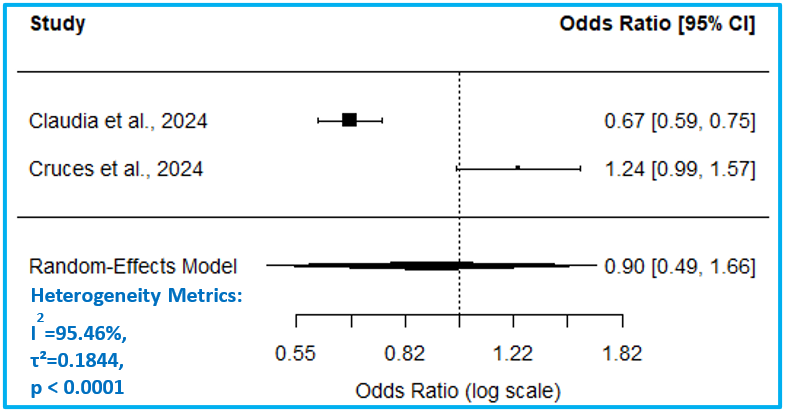 Study Odds Ratio [95% CI]
Claudia et al., 2024 0.67 [0.59, 0.75]
Cruces et al., 2024 1.24 [0.99, 1.57]
Random-Effects Model 0.90 [0.49, 1.66]
Heterogeneity Metrics:
I²=95.46%,
τ²=0.1844,
p < 0.0001
0.55 0.82 1.22 1.82
Odds Ratio (log scale)